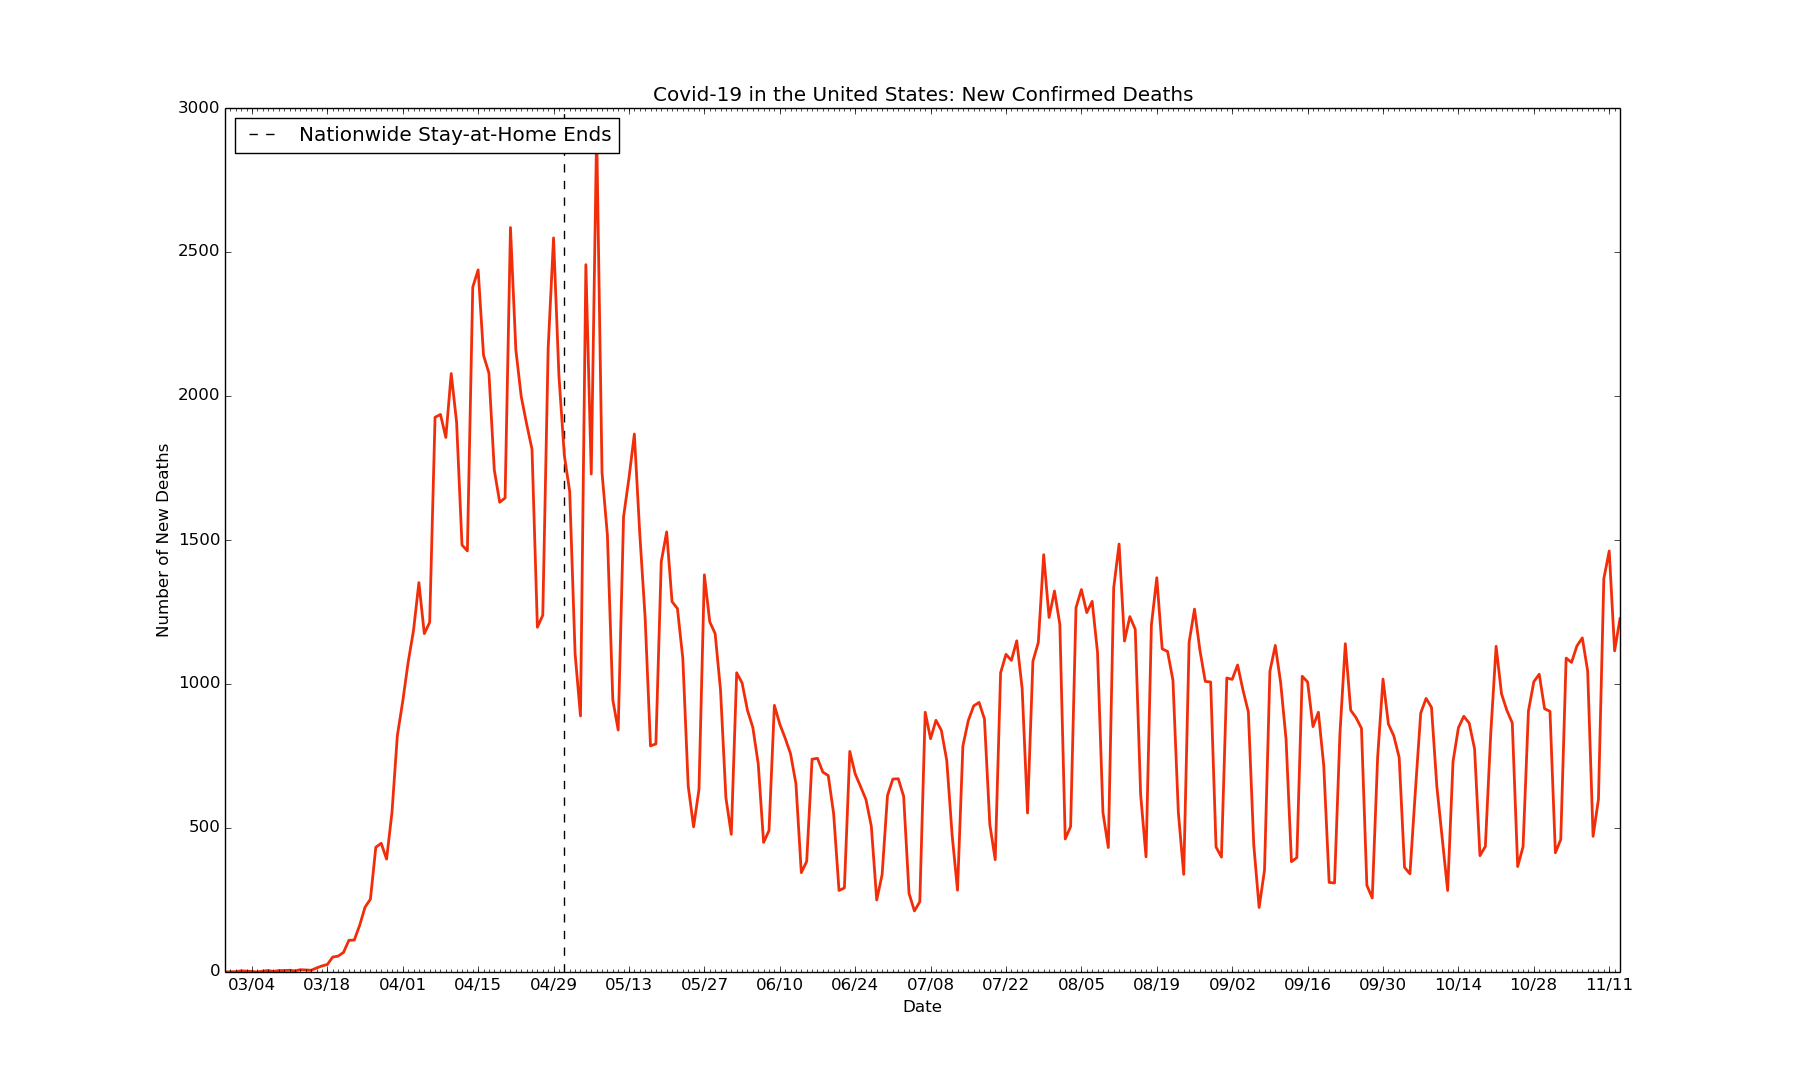 Covid-19 in the United States: New Confirmed Deaths
3000
Nationwide Stay-at-Home Ends
2500
2000
1500
1000
500
0
Number of New Deaths
03/04 03/18 04/01 04/15 04/29 05/13 05/27 06/10 06/24 07/08 07/22 08/05 08/19 09/02 09/16 09/30 10/14 10/28 11/11
Date